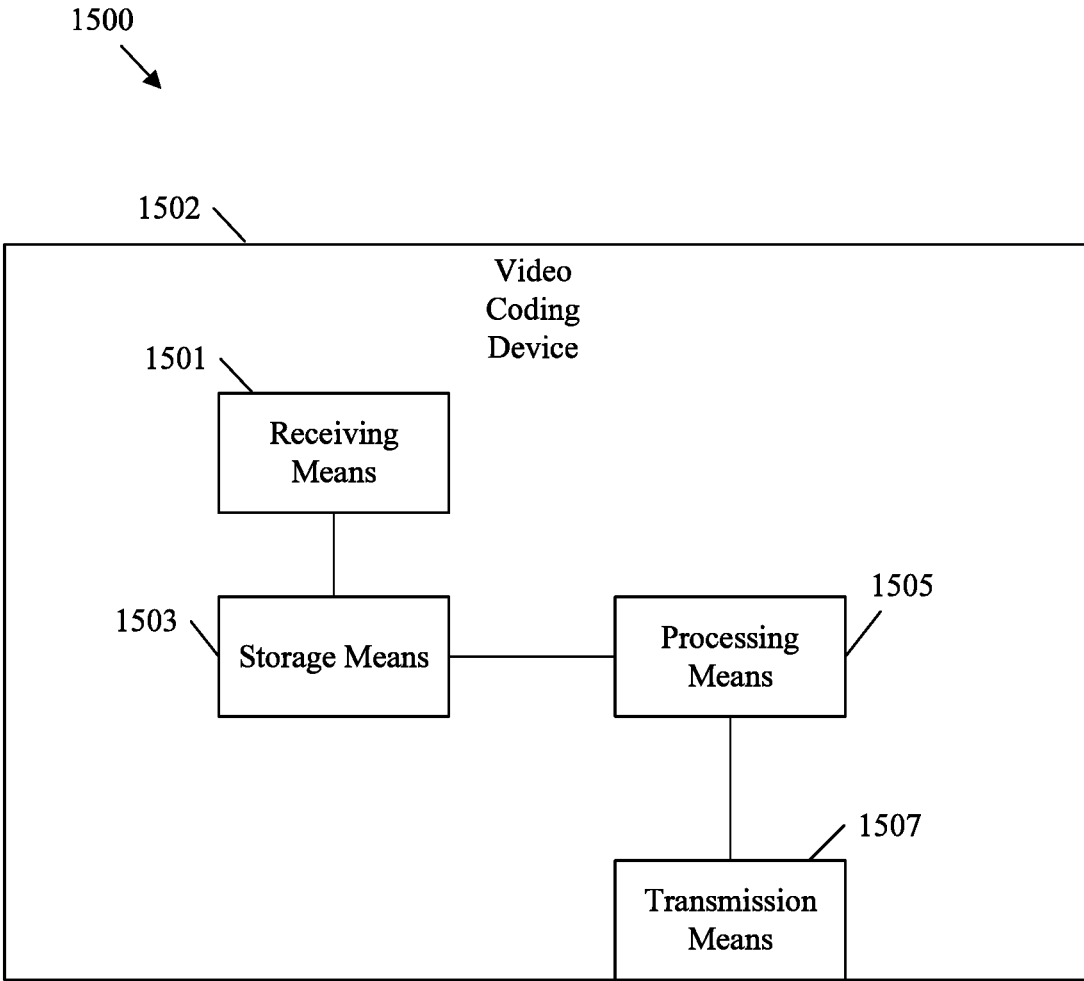 1500
1502
Video
Coding
Device
1501
Receiving
Means
1503
Storage Means
1505
Processing
Means
1507
Transmission
Means